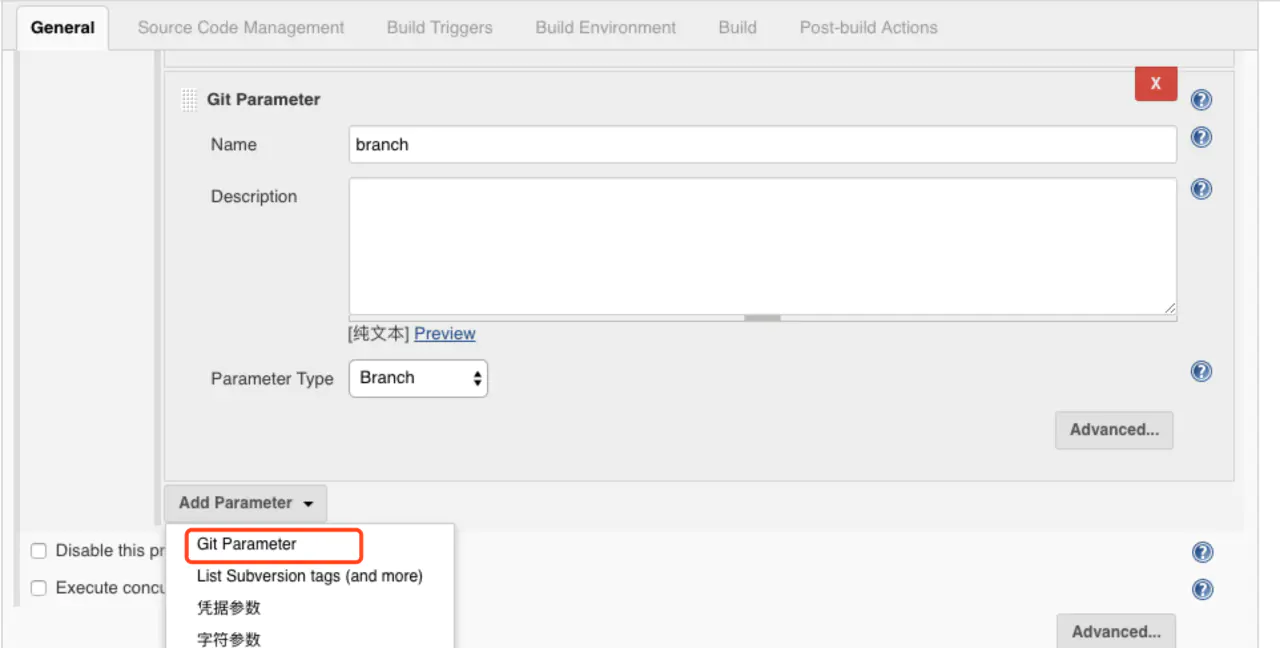 General Source Code Management Build Triggers Build Environment Build Post-build Actions
Git Parameter X
Name branch
Description
[纯文本] Preview
Parameter Type Branch
Advanced...
Add Parameter
Git Parameter
Disable this pr
List Subversion tags (and more)
Execute concu
凭据参数
字符参数
Advanced...